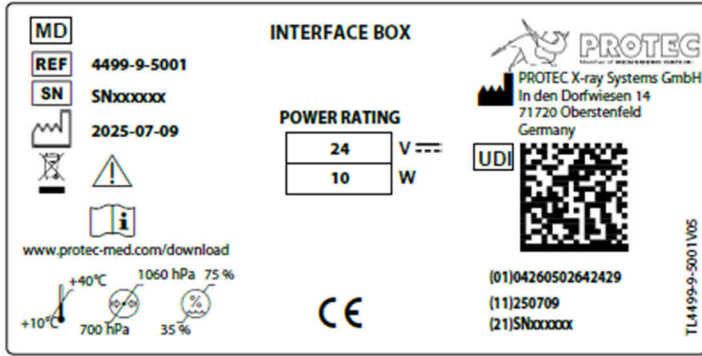 MD
INTERFACE BOX
PROTEC
REF 4499-9-5001
SN SNxxxxxx
2025-07-09
PROTEC X-ray Systems GmbH
In den Dorfwiesen 14
71720 Oberstenfeld
Germany
POWER RATING
24 V
10 W
UDI
www.protec-med.com/download
+40°C
+10°C
1060 hPa
700 hPa
75 %
%
35 %
CE
(01)04260502642429
(11)250709
(21)SNxxxxxx
TL4499-9-5001V05